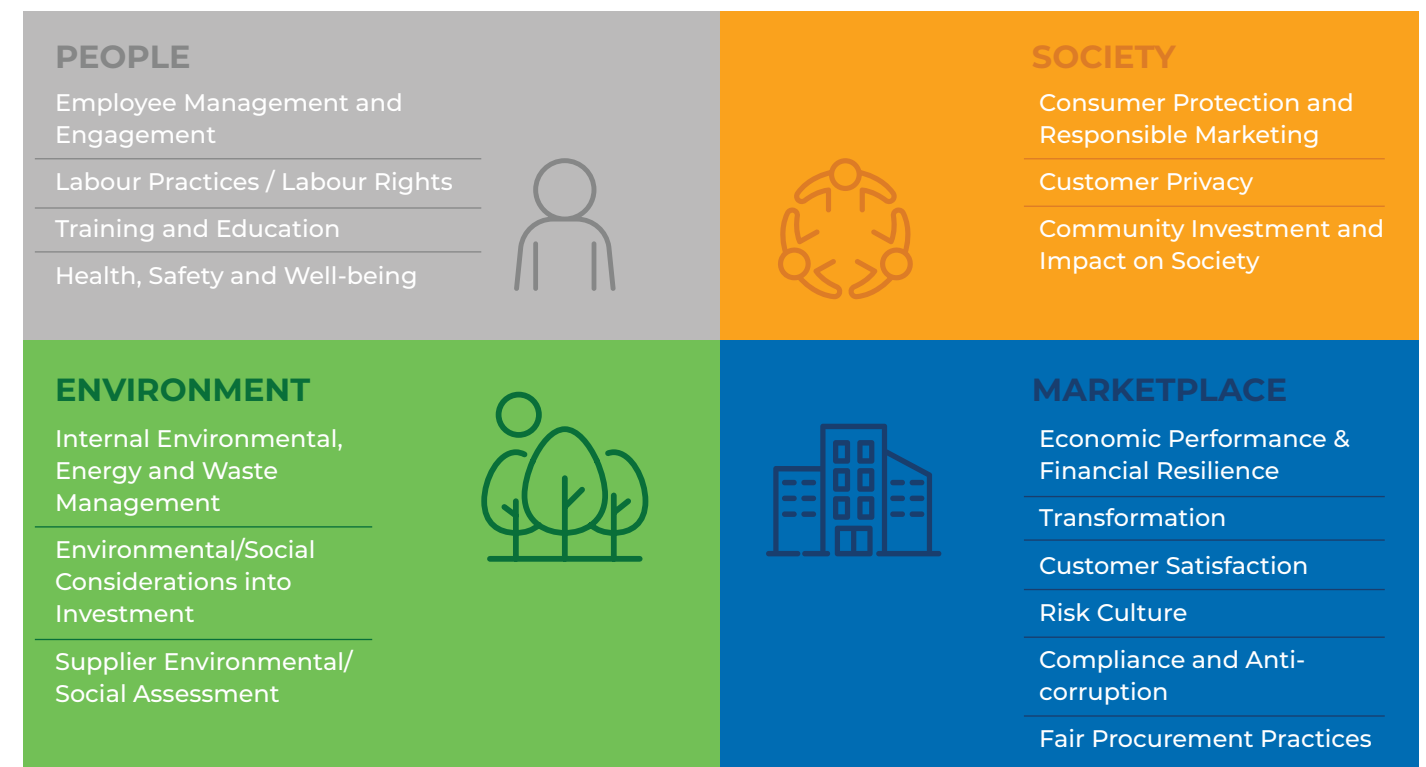 PEOPLE
Employee Management and
Engagement
Labour Practices / Labour Rights
Training and Education
Health, Safety and Well-being
SOCIETY
Consumer Protection and
Responsible Marketing
Customer Privacy
Community Investment and
Impact on Society
ENVIRONMENT
Internal Environmental,
Energy and Waste
Management
Environmental/Social
Considerations into
Investment
Supplier Environmental/
Social Assessment
MARKETPLACE
Economic Performance &
Financial Resilience
Transformation
Customer Satisfaction
Risk Culture
Compliance and Anti-
corruption
Fair Procurement Practices